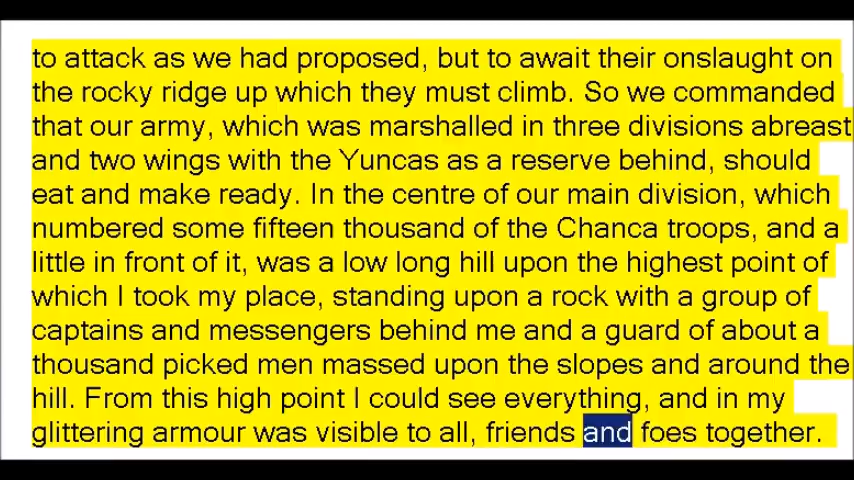 to attack as we had proposed, but to await their onslaught on
the rocky ridge up which they must climb. So we commanded
that our army, which was marshalled in three divisions abreast
and two wings with the Yuncas as a reserve behind, should
eat and make ready. In the centre of our main division, which
numbered some fifteen thousand of the Chanca troops, and a
little in front of it, was a low long hill upon the highest point of
which I took my place, standing upon a rock with a group of
captains and messengers behind me and a guard of about a
thousand picked men massed upon the slopes and around the
hill. From this high point I could see everything, and in my
glittering armour was visible to all, friends and foes together.